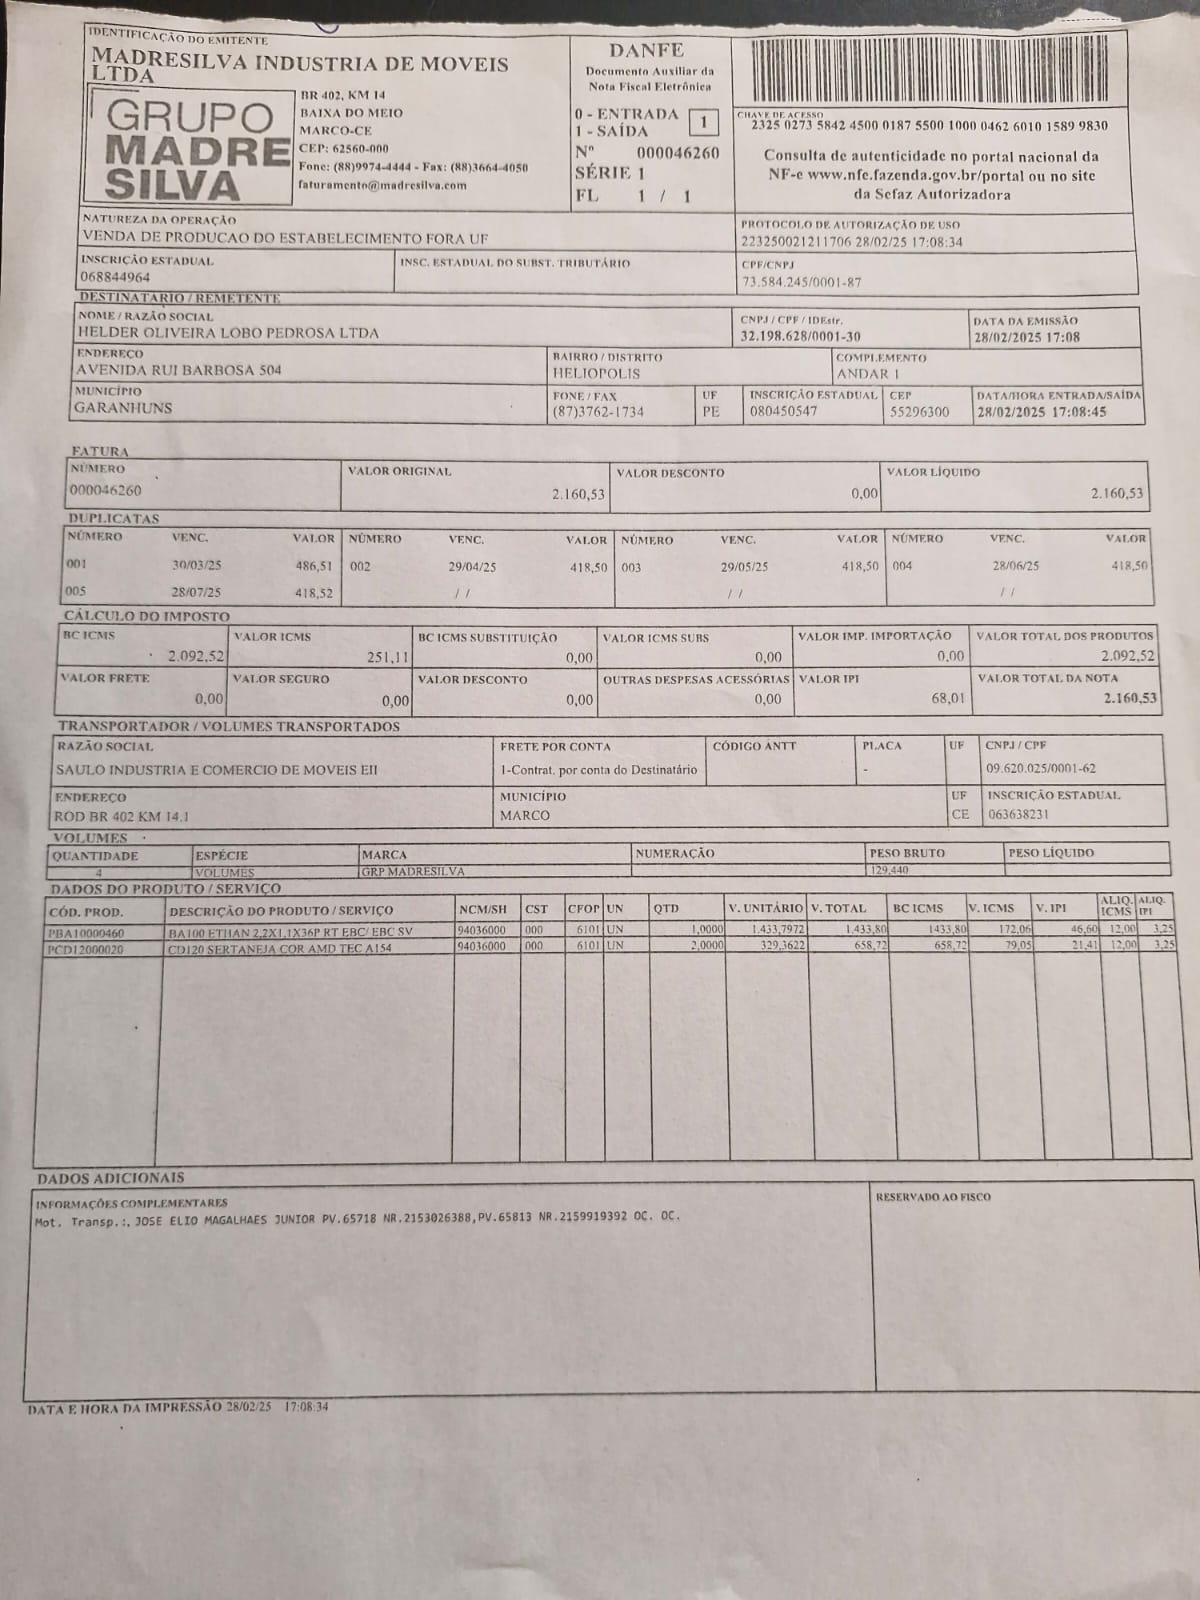 IDENTIFICAÇÃO DO EMITENTE
MADRESILVA INDUSTRIA DE MOVEIS
LTDA
GRUPO
MADRE
SILVA
BR 402, KM 14
BAIXA DO MEIO
MARCO-CE
CEP: 62560-000
Fone: (88)9974-4444 - Fax: (88)3664-4050
faturamento@madresilva.com
DANFE
Documento Auxiliar da
Nota Fiscal Eletrônica
0 - ENTRADA
1 - SAÍDA
1
Nº 000046260
SÉRIE 1
FL 1 / 1
CHAVE DE ACESSO
2325 0273 5842 4500 0187 5500 1000 0462 6010 1589 9830
Consulta de autenticidade no portal nacional da
NF-e www.nfe.fazenda.gov.br/portal ou no site
da Sefaz Autorizadora
NATUREZA DA OPERAÇÃO
VENDA DE PRODUCAO DO ESTABELECIMENTO FORA UF
PROTOCOLO DE AUTORIZAÇÃO DE USO
223250021211706 28/02/25 17:08:34
INSCRIÇÃO ESTADUAL
068844964
INSC. ESTADUAL DO SUBST. TRIBUTÁRIO
CPF/CNPJ
73.584.245/0001-87
DESTINATÁRIO / REMETENTE
NOME / RAZÃO SOCIAL
HELDER OLIVEIRA LOBO PEDROSA LTDA
CNPJ / CPF / IDEstr.
32.198.628/0001-30
DATA DA EMISSÃO
28/02/2025 17:08
ENDEREÇO
AVENIDA RUI BARBOSA 504
BAIRRO / DISTRITO
HELIOPOLIS
COMPLEMENTO
ANDAR 1
MUNICÍPIO
GARANHUNS
FONE / FAX
(87)3762-1734
UF
PE
INSCRIÇÃO ESTADUAL
080450547
CEP
55296300
DATA/HORA ENTRADA/SAÍDA
28/02/2025 17:08:45
FATURA
NÚMERO
000046260
VALOR ORIGINAL
2.160,53
VALOR DESCONTO
0,00
VALOR LÍQUIDO
2.160,53
DUPLICATAS
NÚMERO VENC. VALOR NÚMERO VENC. VALOR NÚMERO VENC. VALOR NÚMERO VENC. VALOR
001 30/03/25 486,51 002 29/04/25 418,50 003 29/05/25 418,50 004 28/06/25 418,50
005 28/07/25 418,52 / / / / / /
CÁLCULO DO IMPOSTO
BC ICMS
2.092,52
VALOR ICMS
251,11
BC ICMS SUBSTITUIÇÃO
0,00
VALOR ICMS SUBS
0,00
VALOR IMP. IMPORTAÇÃO
0,00
VALOR TOTAL DOS PRODUTOS
2.092,52
VALOR FRETE
0,00
VALOR SEGURO
0,00
VALOR DESCONTO
0,00
OUTRAS DESPESAS ACESSÓRIAS
0,00
VALOR IPI
68,01
VALOR TOTAL DA NOTA
2.160,53
TRANSPORTADOR / VOLUMES TRANSPORTADOS
RAZÃO SOCIAL
SAULO INDUSTRIA E COMERCIO DE MOVEIS EII
FRETE POR CONTA
1-Contrat. por conta do Destinatário
CÓDIGO ANTT
PLACA
-
UF
CNPJ / CPF
09.620.025/0001-62
ENDEREÇO
ROD BR 402 KM 14.1
MUNICÍPIO
MARCO
UF
CE
INSCRIÇÃO ESTADUAL
063638231
VOLUMES
QUANTIDADE ESPÉCIE MARCA NUMERAÇÃO PESO BRUTO PESO LÍQUIDO
4 VOLUMES GRP MADRESILVA 129,440
DADOS DO PRODUTO / SERVIÇO
CÓD. PROD. DESCRIÇÃO DO PRODUTO / SERVIÇO NCM/SH CST CFOP UN QTD V. UNITÁRIO V. TOTAL BC ICMS V. ICMS V. IPI ALIQ. ICMS ALIQ. IPI
PBA10000460 BA100 ETHAN 2,2X1,1X36P RT EBC/ EBC SV 94036000 000 6101 UN 1,0000 1.433,7972 1.433,80 1433,80 172,06 46,60 12,00 3,25
PCD12000020 CD120 SERTANEJA COR AMD TEC A154 94036000 000 6101 UN 2,0000 329,3622 658,72 658,72 79,05 21,41 12,00 3,25
DADOS ADICIONAIS
INFORMAÇÕES COMPLEMENTARES
Mot. Transp.:. JOSE ELIO MAGALHAES JUNIOR PV.65718 NR.2153026388,PV.65813 NR.2159919392 OC. OC.
RESERVADO AO FISCO
DATA E HORA DA IMPRESSÃO 28/02/25 17:08:34